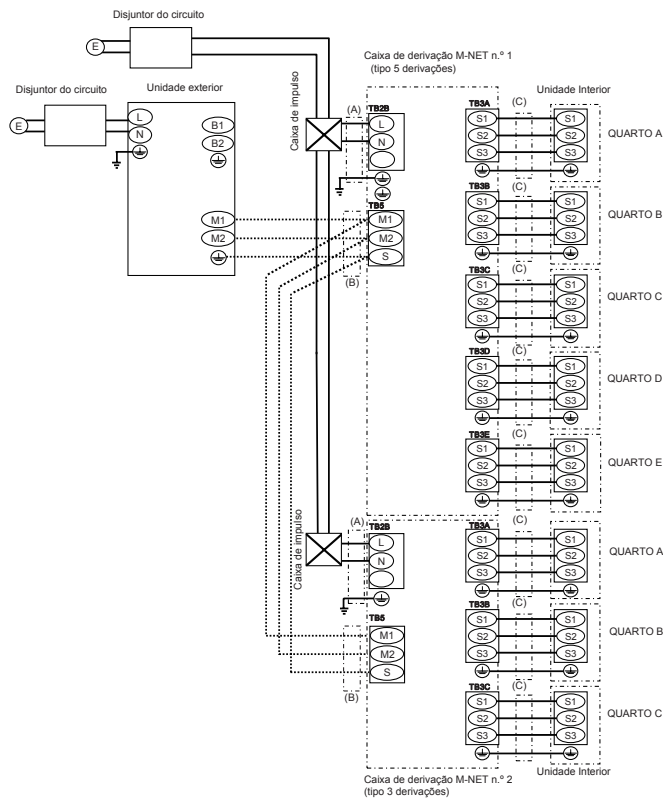 Disjuntor do circuito
E
Disjuntor do circuito
Unidade exterior
E
L
N
B1
B2
M1
M2
Caixa de impulso
Caixa de derivação M-NET n.º 1
(tipo 5 derivações)
(A)
TB2B
L
N
TB5
M1
M2
S
(B)
Unidade Interior
TB3A
(C)
S1
S2
S3
S1
S2
S3
QUARTO A
TB3B
(C)
S1
S2
S3
S1
S2
S3
QUARTO B
TB3C
(C)
S1
S2
S3
S1
S2
S3
QUARTO C
TB3D
(C)
S1
S2
S3
S1
S2
S3
QUARTO D
TB3E
(C)
S1
S2
S3
S1
S2
S3
QUARTO E
Caixa de impulso
(A)
TB2B
L
N
TB5
M1
M2
S
(B)
TB3A
(C)
S1
S2
S3
S1
S2
S3
QUARTO A
TB3B
(C)
S1
S2
S3
S1
S2
S3
QUARTO B
TB3C
(C)
S1
S2
S3
S1
S2
S3
QUARTO C
Unidade Interior
Caixa de derivação M-NET n.º 2
(tipo 3 derivações)